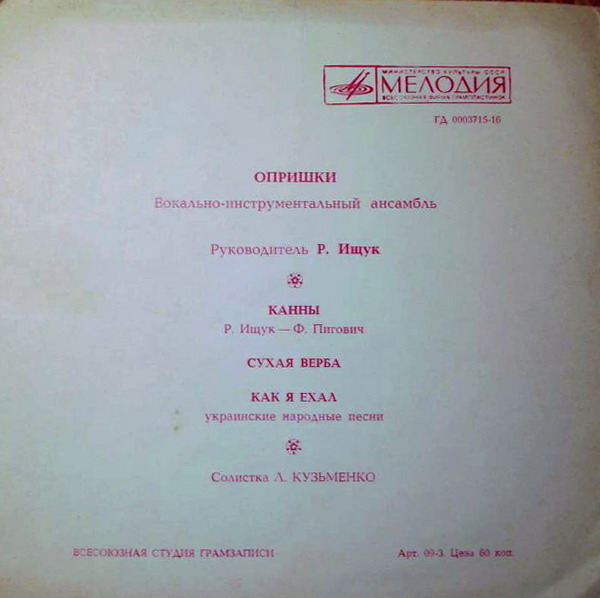 МИНИСТЕРСТВО КУЛЬТУРЫ СССР
МЕЛОДИЯ
ВСЕСОЮЗНАЯ ФИРМА ГРАМПЛАСТИНОК
ГД 0003715-16
ОПРИШКИ
Вокально-инструментальный ансамбль
Руководитель Р. Ищук
КАННЫ
Р. Ищук — Ф. Пигович
СУХАЯ ВЕРБА
КАК Я ЕХАЛ
украинские народные песни
Солистка Л. КУЗЬМЕНКО
ВСЕСОЮЗНАЯ СТУДИЯ ГРАМЗАПИСИ
Арт. 09-3. Цена 60 коп.